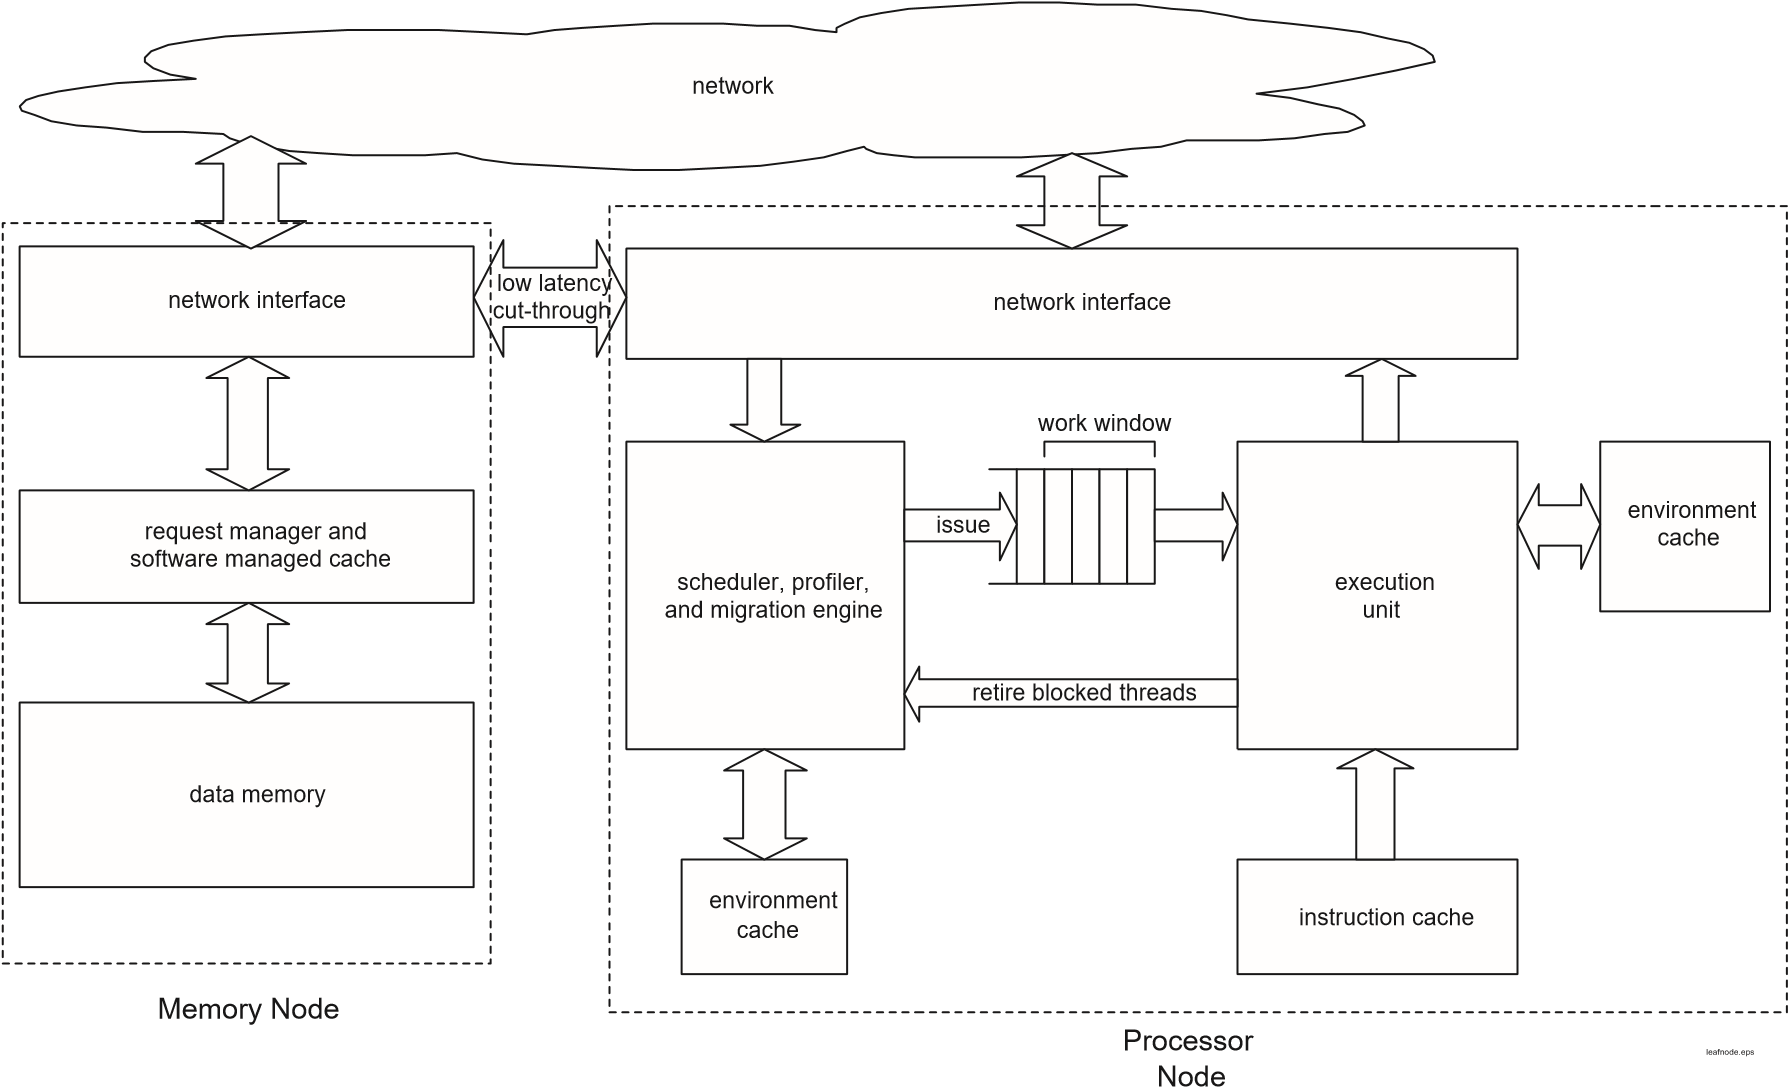 network
network interface
low latency
cut-through
network interface
request manager and
software managed cache
data memory
Memory Node
work window
issue
scheduler, profiler,
and migration engine
execution
unit
environment
cache
retire blocked threads
environment
cache
instruction cache
Processor
Node
leafnode.eps